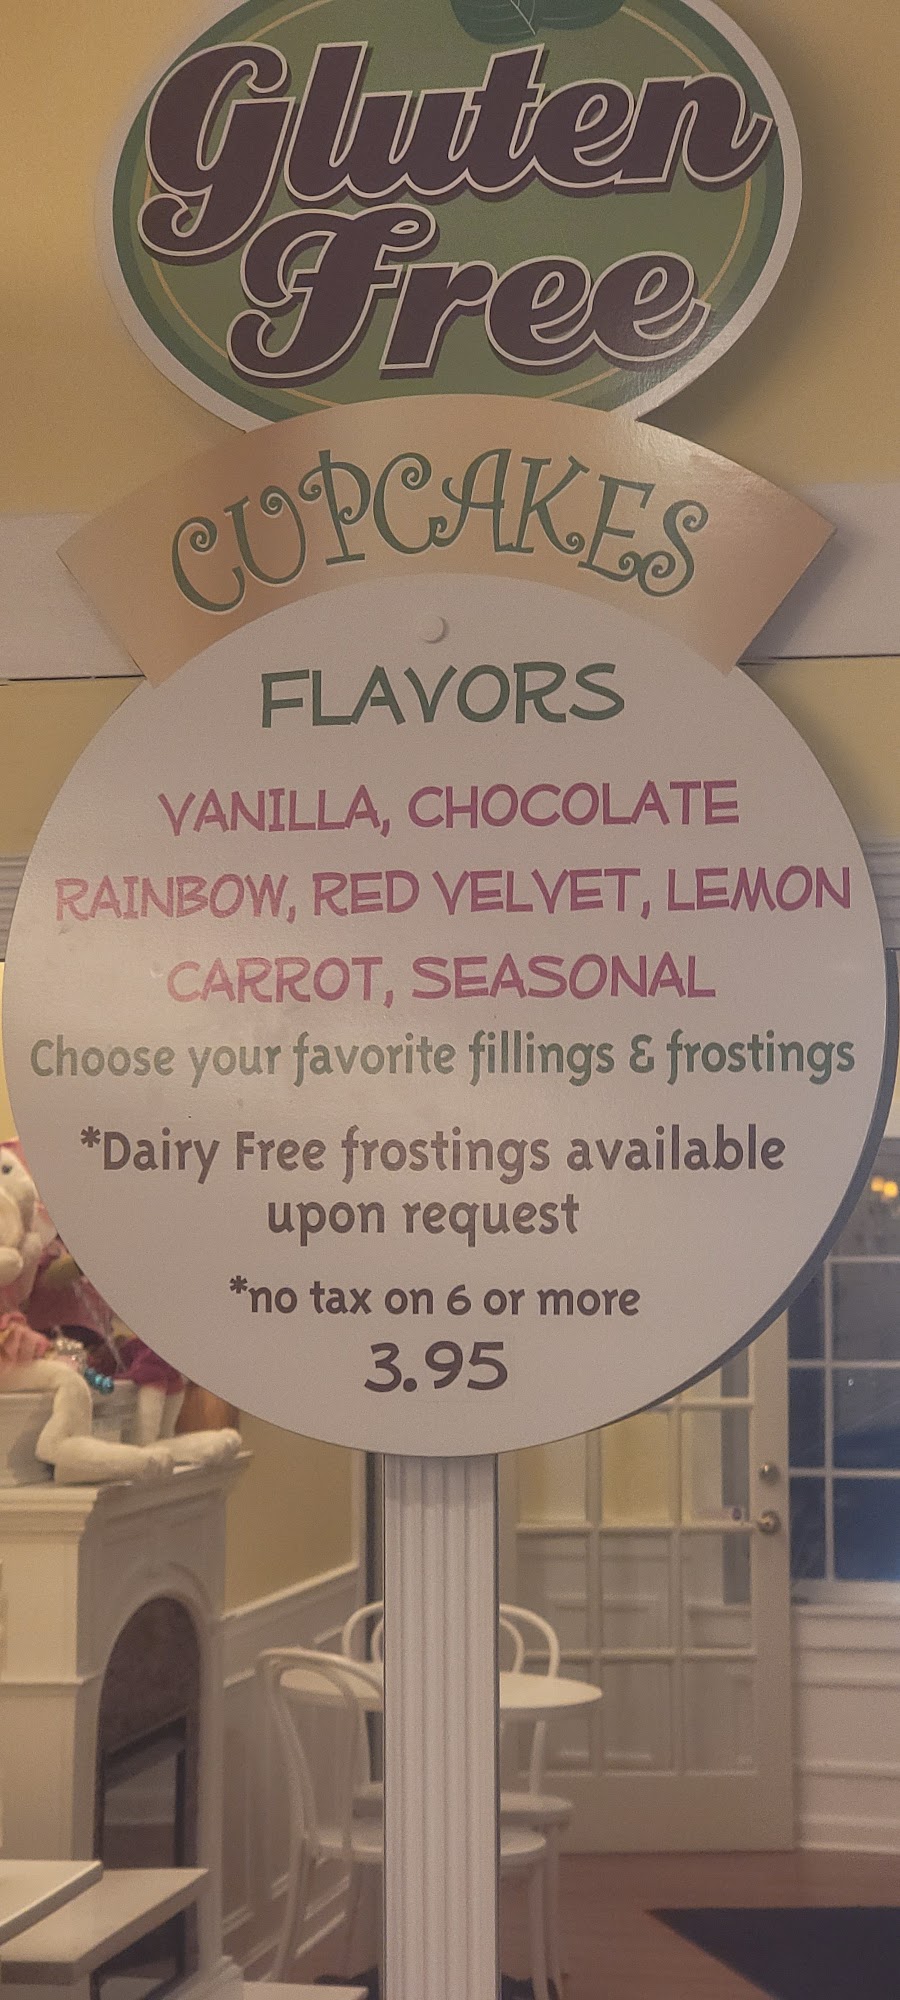 Gluten
Free
CUPCAKES
FLAVORS
VANILLA, CHOCOLATE
RAINBOW, RED VELVET, LEMON
CARROT, SEASONAL
Choose your favorite fillings & frostings
*Dairy Free frostings available
upon request
*no tax on 6 or more
3.95